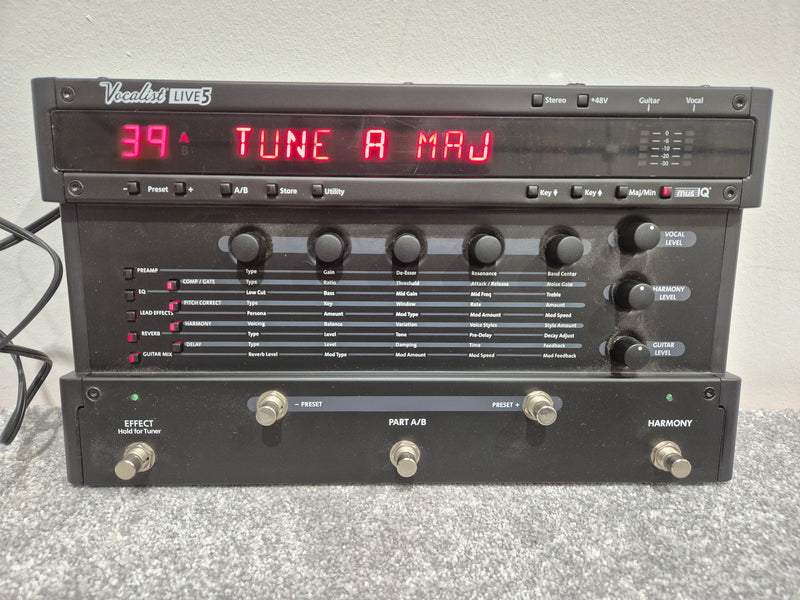 Vocalist LIVE5
Stereo +48V Guitar Vocal
39 A TUNE A MAJ
B
0
-6
-10
-20
-30
- Preset + A/B Store Utility Key Key Maj/Min musIQ
VOCAL
LEVEL
PREAMP Type Gain De-Esser Resonance Band Center
COMP / GATE Type Ratio Threshold Attack / Release Noise Gate
EQ Low Cut Bass Mid Gain Mid Freq Treble
HARMONY
LEVEL
PITCH CORRECT Type Key Window Rate Amount
LEAD EFFECTS Persona Amount Mod Type Mod Amount Mod Speed
HARMONY Voicing Balance Variation Voice Styles Style Amount
REVERB Type Level Tone Pre-Delay Decay Adjust
DELAY Type Level Damping Time Feedback
GUITAR MIX Reverb Level Mod Type Mod Amount Mod Speed Mod Feedback
GUITAR
LEVEL
- PRESET PRESET +
EFFECT PART A/B HARMONY
Hold for Tuner